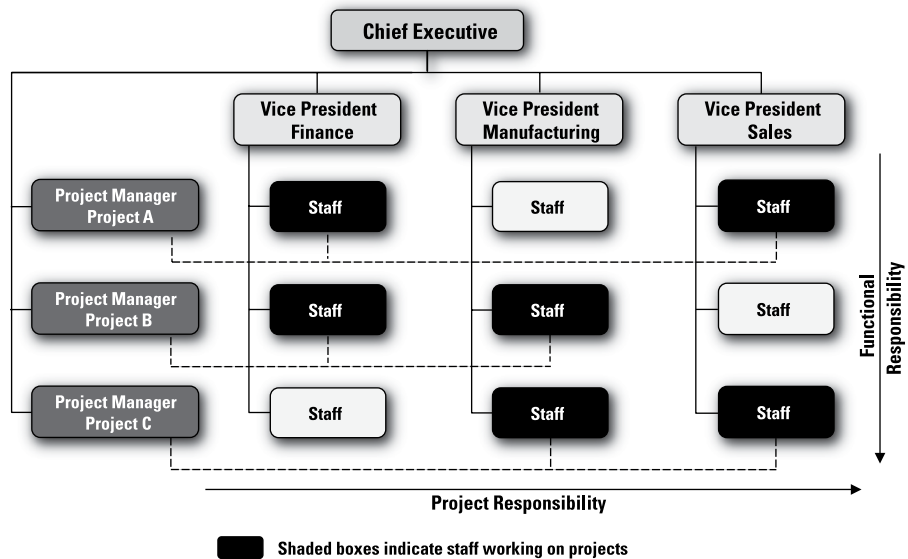 Chief Executive
Vice President
Finance
Vice President
Manufacturing
Vice President
Sales
Project Manager
Project A
Staff
Staff
Staff
Project Manager
Project B
Staff
Staff
Staff
Project Manager
Project C
Staff
Staff
Staff
Functional
Responsibility
Project Responsibility
Shaded boxes indicate staff working on projects